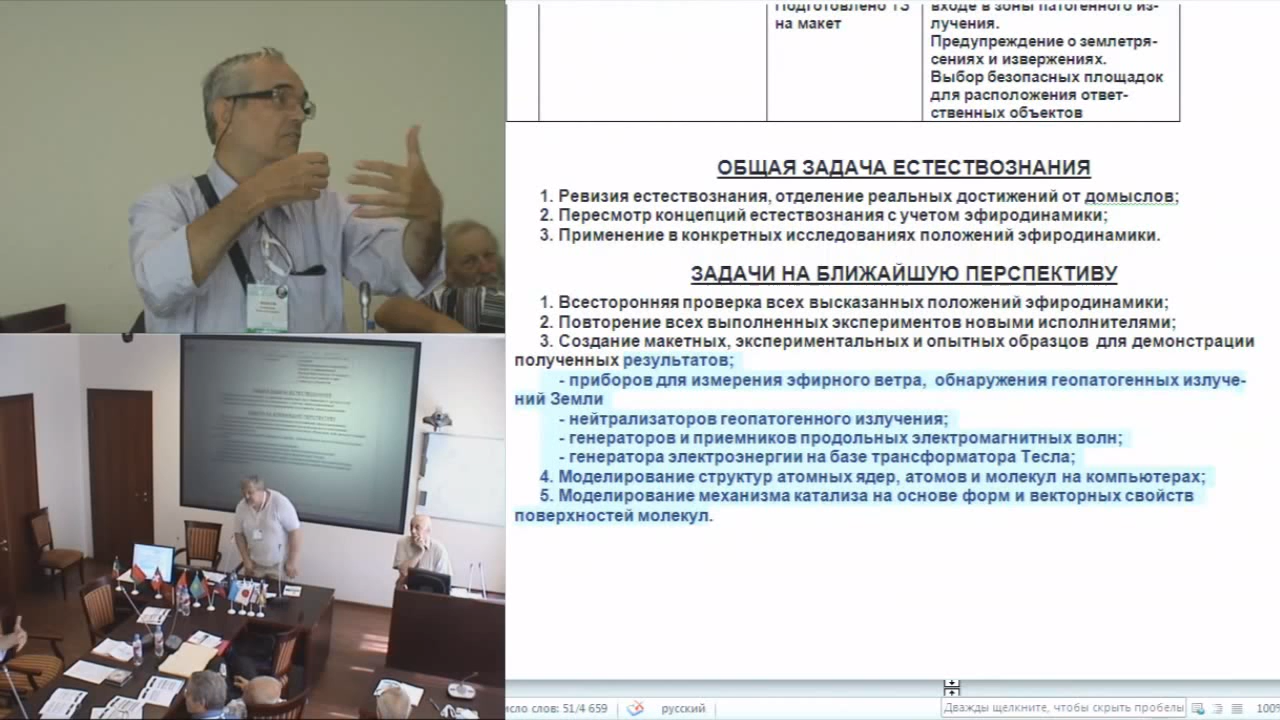 Подготовлено ТЗ
на макет
входе в зоны патогенного из-
лучения.
Предупреждение о землетря-
сениях и извержениях.
Выбор безопасных площадок
для расположения ответ-
ственных объектов
ОБЩАЯ ЗАДАЧА ЕСТЕСТВОЗНАНИЯ
1. Ревизия естествознания, отделение реальных достижений от домыслов;
2. Пересмотр концепций естествознания с учетом эфиродинамики;
3. Применение в конкретных исследованиях положений эфиродинамики.
ЗАДАЧИ НА БЛИЖАЙШУЮ ПЕРСПЕКТИВУ
1. Всесторонняя проверка всех высказанных положений эфиродинамики;
2. Повторение всех выполненных экспериментов новыми исполнителями;
3. Создание макетных, экспериментальных и опытных образцов для демонстрации
полученных результатов;
- приборов для измерения эфирного ветра, обнаружения геопатогенных излуче-
ний Земли
- нейтрализаторов геопатогенного излучения;
- генераторов и приемников продольных электромагнитных волн;
- генератора электроэнергии на базе трансформатора Тесла;
4. Моделирование структур атомных ядер, атомов и молекул на компьютерах;
5. Моделирование механизма катализа на основе форм и векторных свойств
поверхностей молекул.
исло слов: 51/4 659 русский Дважды щелкните, чтобы скрыть пробелы 100%